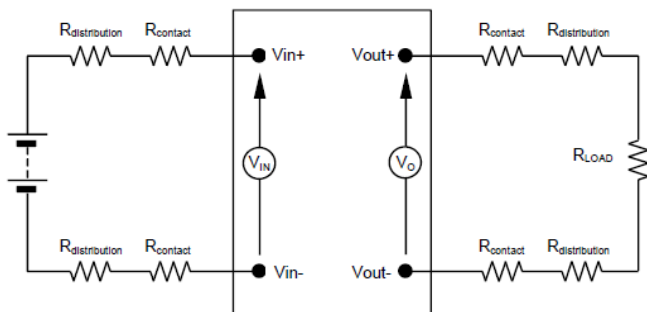 Rdistribution Rcontact Vin+ Vout+ Rcontact Rdistribution
VIN VO RLOAD
Rdistribution Rcontact Vin- Vout- Rcontact Rdistribution